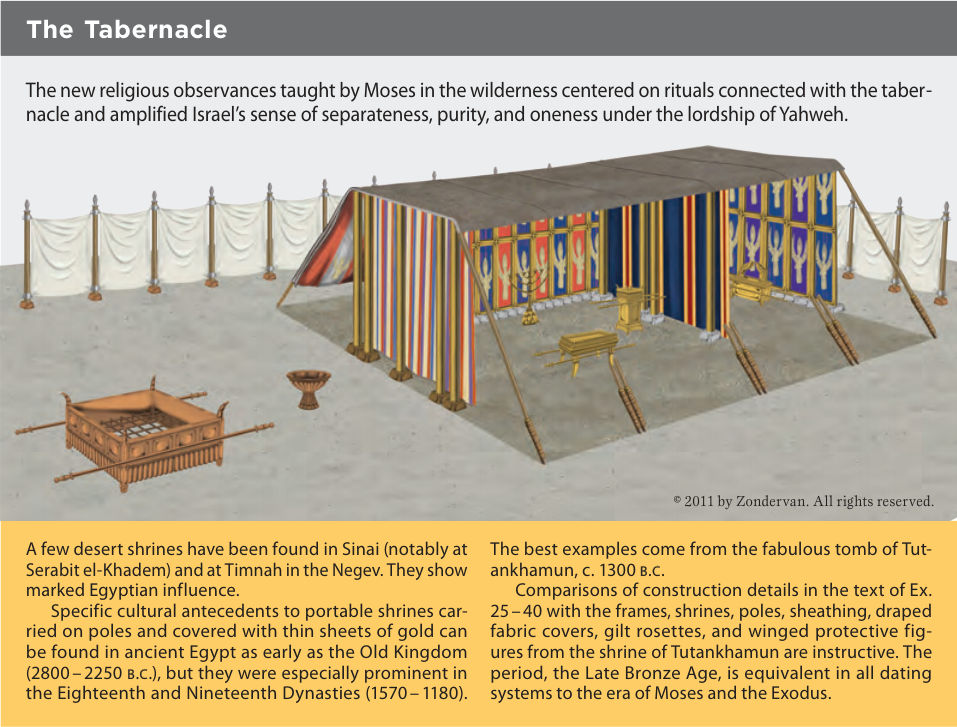 The Tabernacle
The new religious observances taught by Moses in the wilderness centered on rituals connected with the taber-
nacle and amplified Israel’s sense of separateness, purity, and oneness under the lordship of Yahweh.
© 2011 by Zondervan. All rights reserved.
A few desert shrines have been found in Sinai (notably at
Serabit el-Khadem) and at Timnah in the Negev. They show
marked Egyptian influence.
Specific cultural antecedents to portable shrines car-
ried on poles and covered with thin sheets of gold can
be found in ancient Egypt as early as the Old Kingdom
(2800–2250 B.C.), but they were especially prominent in
the Eighteenth and Nineteenth Dynasties (1570–1180).
The best examples come from the fabulous tomb of Tut-
ankhamun, c. 1300 B.C.
Comparisons of construction details in the text of Ex.
25–40 with the frames, shrines, poles, sheathing, draped
fabric covers, gilt rosettes, and winged protective fig-
ures from the shrine of Tutankhamun are instructive. The
period, the Late Bronze Age, is equivalent in all dating
systems to the era of Moses and the Exodus.